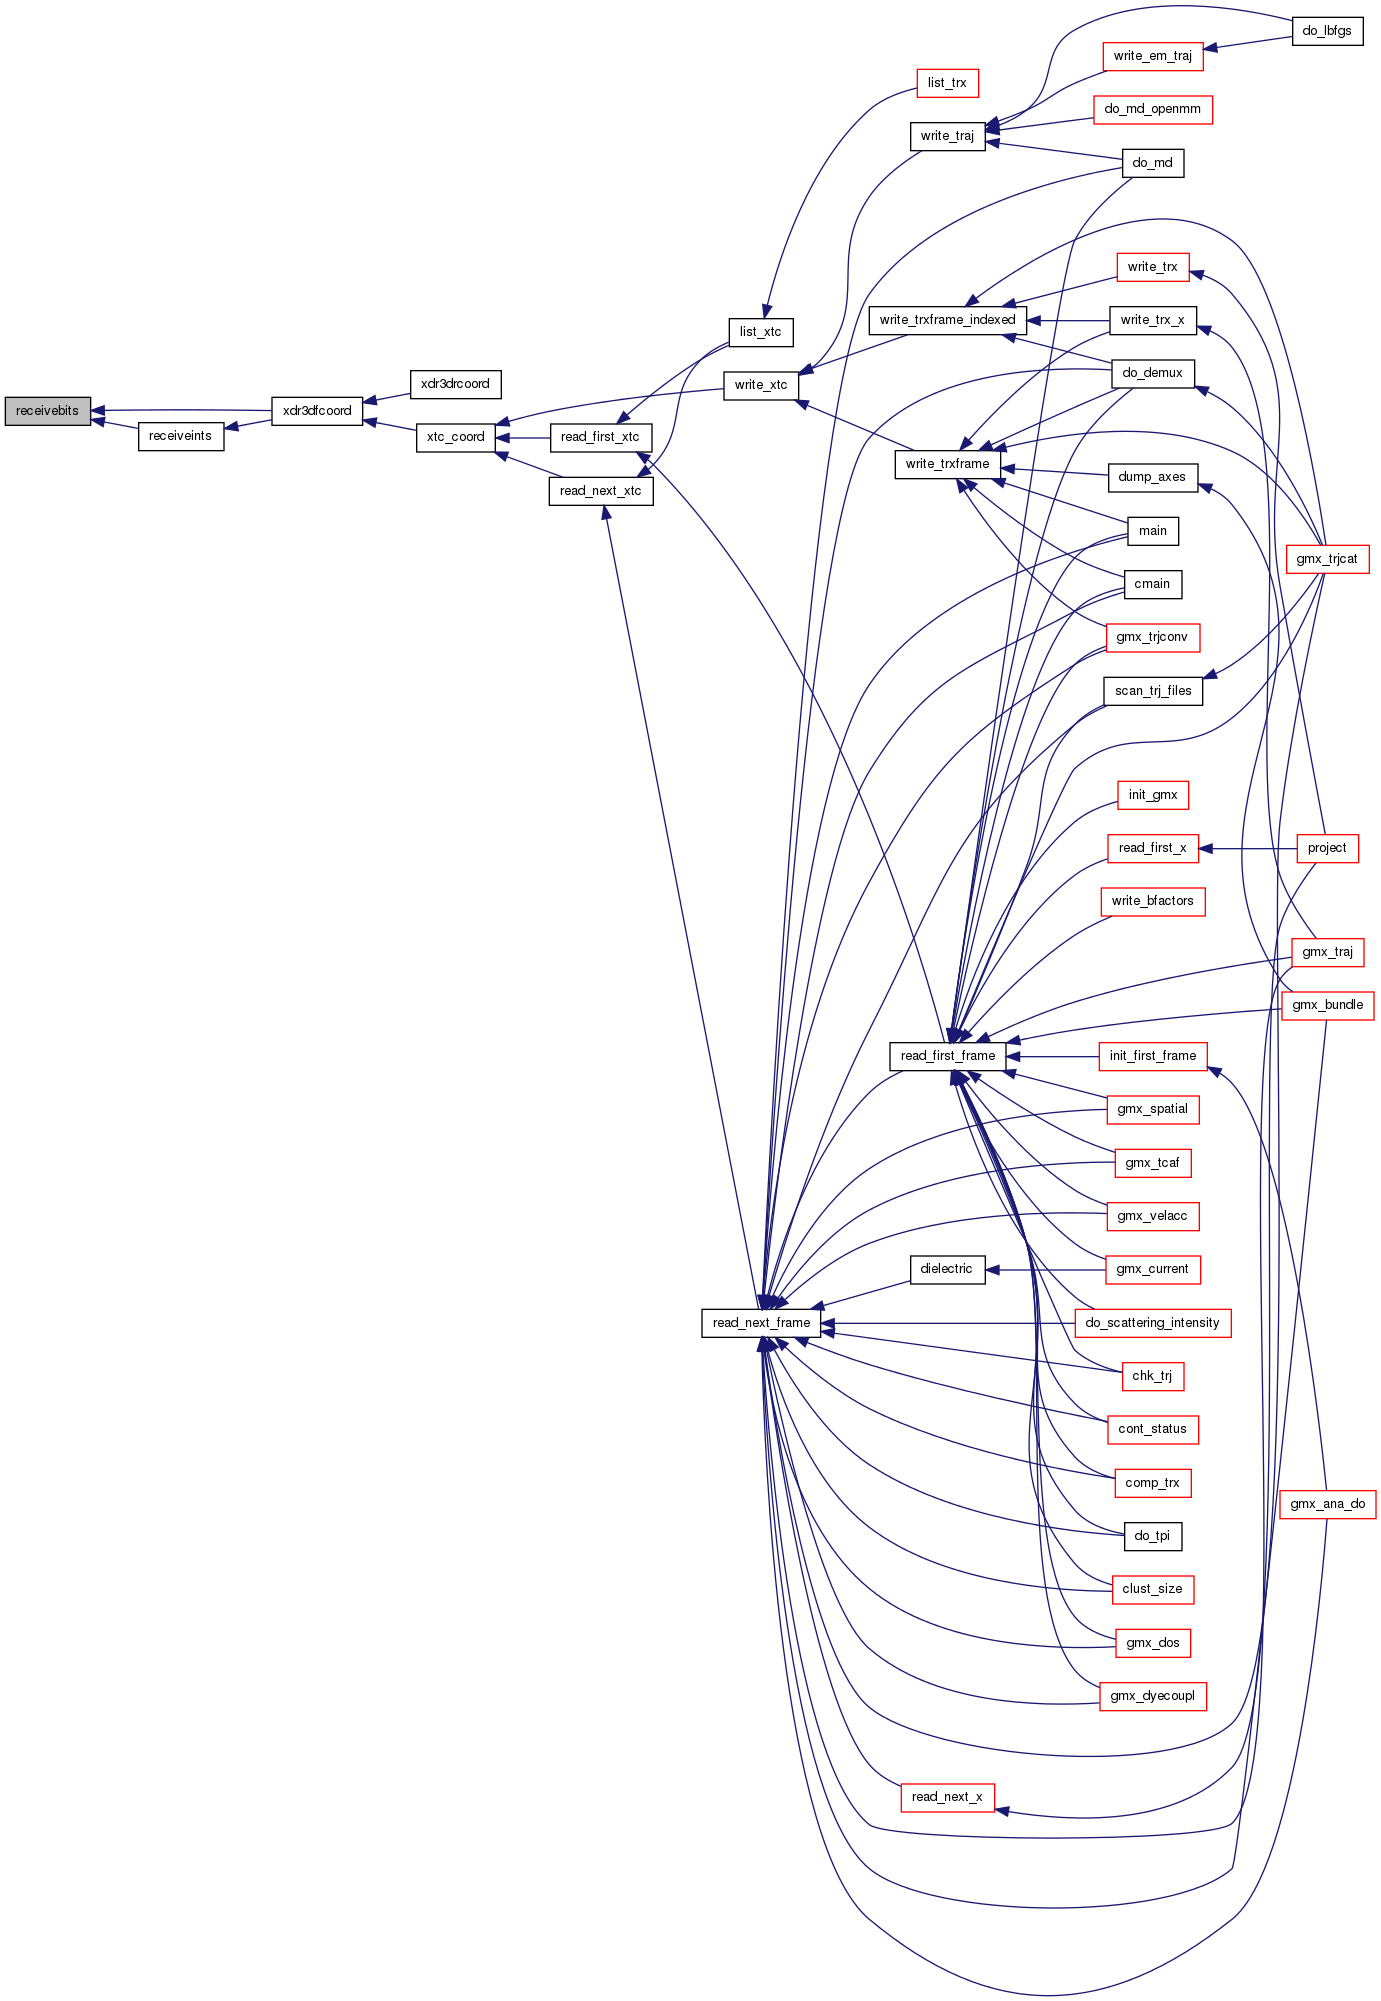 do_lbfgs
write_em_traj
list_trx
do_md_openmm
write_traj
do_md
write_trx
write_trxframe_indexed
write_trx_x
list_xtc
do_demux
xdr3drcoord
write_xtc
receivebits
xdr3dfcoord
receiveints
xtc_coord
read_first_xtc
write_trxframe
dump_axes
read_next_xtc
main
gmx_trjcat
cmain
gmx_trjconv
scan_trj_files
init_gmx
read_first_x
project
write_bfactors
gmx_traj
gmx_bundle
read_first_frame
init_first_frame
gmx_spatial
gmx_tcaf
gmx_velacc
dielectric
gmx_current
read_next_frame
do_scattering_intensity
chk_trj
cont_status
comp_trx
gmx_ana_do
do_tpi
clust_size
gmx_dos
gmx_dyecoupl
read_next_x